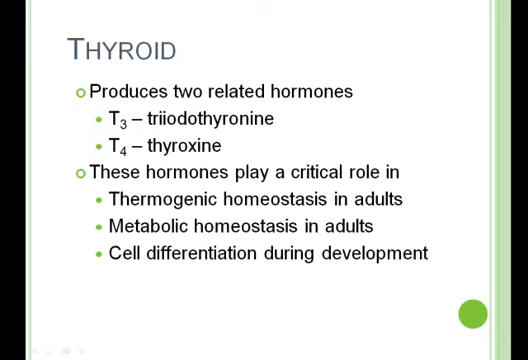 THYROID
Produces two related hormones
T3 – triiodothyronine
T4 – thyroxine
These hormones play a critical role in
Thermogenic homeostasis in adults
Metabolic homeostasis in adults
Cell differentiation during development